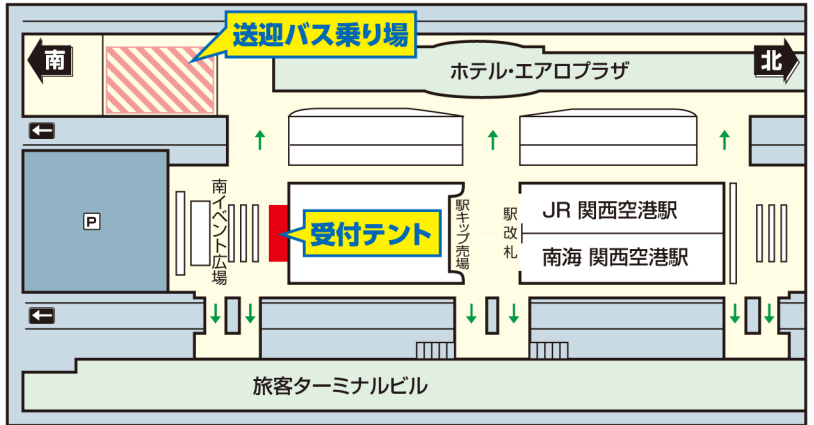 送迎バス乗り場
南
北
ホテル・エアロプラザ
P
南イベント広場
受付テント
駅キップ売場
駅改札
JR 関西空港駅
南海 関西空港駅
旅客ターミナルビル